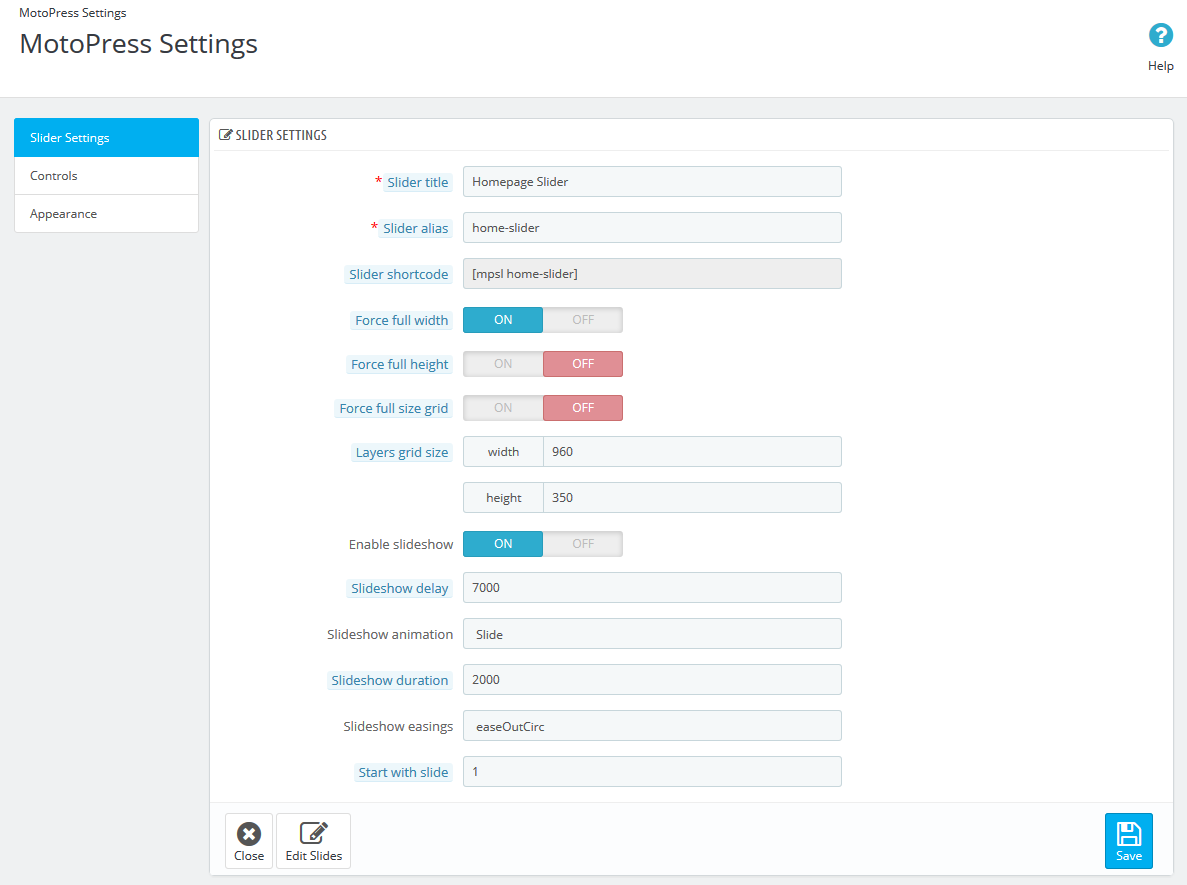 MotoPress Settings
MotoPress Settings
?
Help
Slider Settings
Controls
Appearance
SLIDER SETTINGS
* Slider title Homepage Slider
* Slider alias home-slider
Slider shortcode [mpsl home-slider]
Force full width ON OFF
Force full height ON OFF
Force full size grid ON OFF
Layers grid size width 960
height 350
Enable slideshow ON OFF
Slideshow delay 7000
Slideshow animation Slide
Slideshow duration 2000
Slideshow easings easeOutCirc
Start with slide 1
Close Edit Slides Save